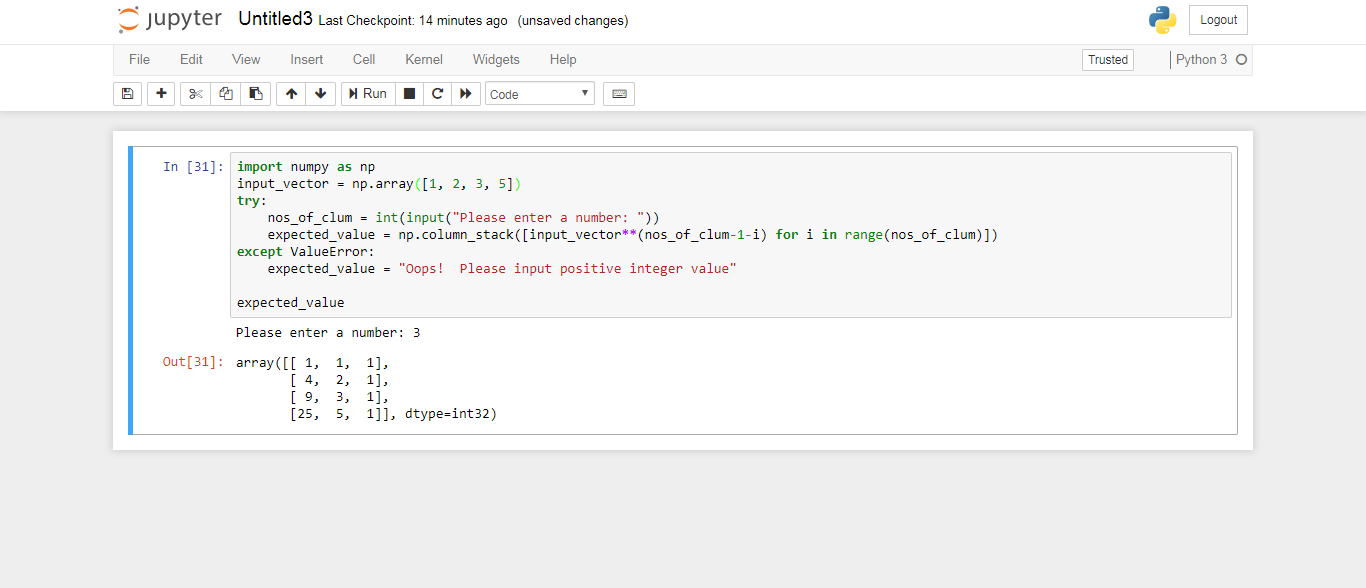 jupyter Untitled3 Last Checkpoint: 14 minutes ago (unsaved changes) Logout
File Edit View Insert Cell Kernel Widgets Help Trusted Python 3
Run Code
In [31]: import numpy as np
input_vector = np.array([1, 2, 3, 5])
try:
    nos_of_clum = int(input("Please enter a number: "))
    expected_value = np.column_stack([input_vector**(nos_of_clum-1-i) for i in range(nos_of_clum)])
except ValueError:
    expected_value = "Oops!  Please input positive integer value"
expected_value
Please enter a number: 3
Out[31]: array([[ 1,  1,  1],
       [ 4,  2,  1],
       [ 9,  3,  1],
       [25,  5,  1]], dtype=int32)